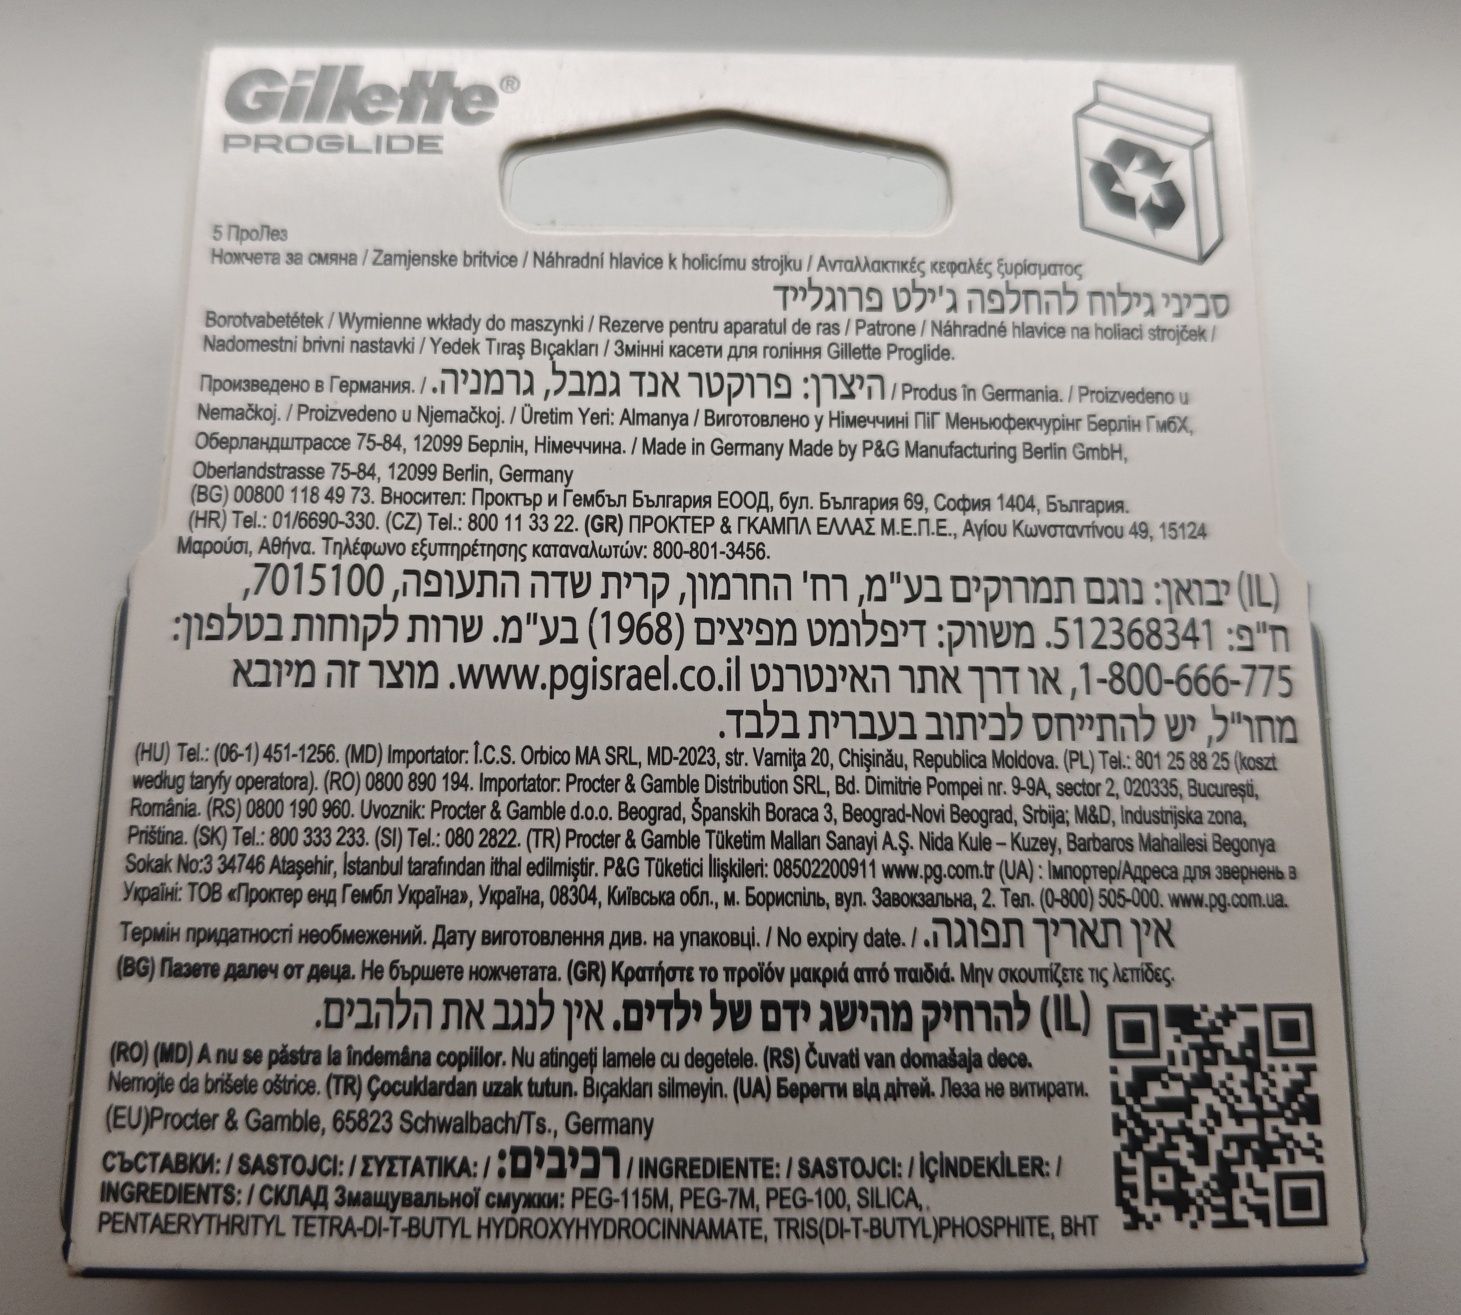 Gillette®
PROGLIDE
5 ПроЛез
Ножчета за смяна / Zamjenske britvice / Náhradní hlavice k holicímu strojku / Ανταλλακτικές κεφαλές ξυρίσματος
סכיני גילוח להחלפה ג'ילט פרוגלייד
Borotvabetétek / Wymienne wkłady do maszynki / Rezerve pentru aparatul de ras / Patrone / Náhradné hlavice na holiaci strojček /
Nadomestni brivni nastavki / Yedek Tıraş Bıçakları / Змінні касети для гоління Gillette Proglide.
Произведено в Германия. / היצרן: פרוקטר אנד גמבל, גרמניה. / Produs în Germania. / Proizvedeno u
Nemačkoj. / Proizvedeno u Njemačkoj. / Üretim Yeri: Almanya / Виготовлено у Німеччині ПіГ Меньюфекчурінг Берлін ГмбХ,
Оберландштрассе 75-84, 12099 Берлін, Німеччина. / Made in Germany Made by P&G Manufacturing Berlin GmbH,
Oberlandstrasse 75-84, 12099 Berlin, Germany
(BG) 00800 118 49 73. Вносител: Проктър и Гембъл България ЕООД, бул. България 69, София 1404, България.
(HR) Tel.: 01/6690-330. (CZ) Tel.: 800 11 33 22. (GR) ΠΡΟΚΤΕΡ & ΓΚΑΜΠΛ ΕΛΛΑΣ Μ.Ε.Π.Ε., Αγίου Κωνσταντίνου 49, 15124
Μαρούσι, Αθήνα. Τηλέφωνο εξυπηρέτησης καταναλωτών: 800-801-3456.
(IL) יבואן: נוגם תמרוקים בע"מ, רח' החרמון, קרית שדה התעופה, 7015100,
ח"פ: 512368341. משווק: דיפלומט מפיצים (1968) בע"מ. שרות לקוחות בטלפון:
1-800-666-775, או דרך אתר האינטרנט www.pgisrael.co.il. מוצר זה מיובא
מחו"ל, יש להתייחס לכיתוב בעברית בלבד.
(HU) Tel.: (06-1) 451-1256. (MD) Importator: Î.C.S. Orbico MA SRL, MD-2023, str. Varniţa 20, Chişinău, Republica Moldova. (PL) Tel.: 801 25 88 25 (koszt
według taryfy operatora). (RO) 0800 890 194. Importator: Procter & Gamble Distribution SRL, Bd. Dimitrie Pompei nr. 9-9A, sector 2, 020335, Bucureşti,
România. (RS) 0800 190 960. Uvoznik: Procter & Gamble d.o.o. Beograd, Španskih Boraca 3, Beograd-Novi Beograd, Srbija; M&D, Industrijska zona,
Priština. (SK) Tel.: 800 333 233. (SI) Tel.: 080 2822. (TR) Procter & Gamble Tüketim Malları Sanayi A.Ş. Nida Kule – Kuzey, Barbaros Mahallesi Begonya
Sokak No:3 34746 Ataşehir, İstanbul tarafından ithal edilmiştir. P&G Tüketici İlişkileri: 08502200911 www.pg.com.tr (UA) : Імпортер/Адреса для звернень в
Україні: ТОВ «Проктер енд Гембл Україна», Україна, 08304, Київська обл., м. Бориспіль, вул. Завокзальна, 2. Тел. (0-800) 505-000. www.pg.com.ua.
Термін придатності необмежений. Дату виготовлення див. на упаковці. / No expiry date. / אין תאריך תפוגה.
(BG) Пазете далеч от деца. Не бършете ножчетата. (GR) Κρατήστε το προϊόν μακριά από παιδιά. Μην σκουπίζετε τις λεπίδες.
(IL) להרחיק מהישג ידם של ילדים. אין לנגב את הלהבים.
(RO) (MD) A nu se păstra la îndemâna copiilor. Nu atingeţi lamele cu degetele. (RS) Čuvati van domašaja dece.
Nemojte da brišete oštrice. (TR) Çocuklardan uzak tutun. Bıçakları silmeyin. (UA) Берегти від дітей. Леза не витирати.
(EU)Procter & Gamble, 65823 Schwalbach/Ts., Germany
СЪСТАВКИ: / SASTOJCI: / ΣΥΣΤΑΤΙΚΑ: / רכיבים: / INGREDIENTE: / SASTOJCI: / İÇİNDEKİLER: /
INGREDIENTS: / СКЛАД Змащувальної смужки: PEG-115M, PEG-7M, PEG-100, SILICA,
PENTAERYTHRITYL TETRA-DI-T-BUTYL HYDROXYHYDROCINNAMATE, TRIS(DI-T-BUTYL)PHOSPHITE, BHT